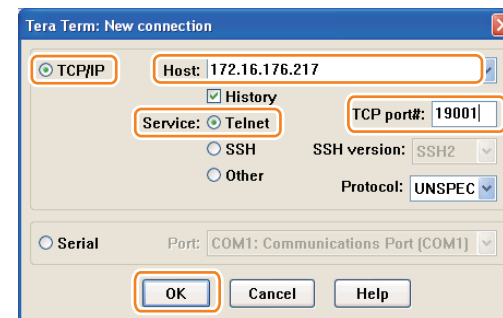 Tera Term: New connection
TCP/IP Host: 172.16.176.217
History
Service: Telnet TCP port#: 19001
SSH SSH version: SSH2
Other Protocol: UNSPEC
Serial Port: COM1: Communications Port (COM1)
OK Cancel Help